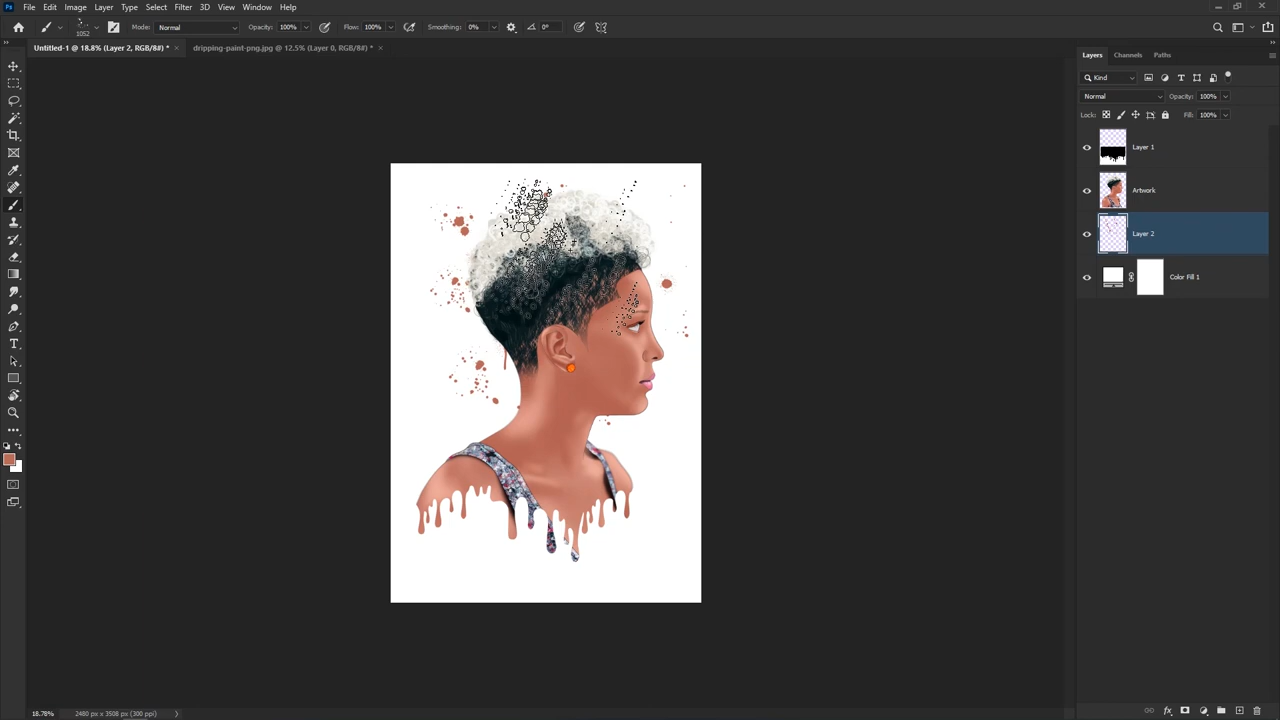 Ps File Edit Image Layer Type Select Filter 3D View Window Help
1052 Mode: Normal Opacity: 100% Flow: 100% Smoothing: 0% 0°
Untitled-1 @ 18.8% (Layer 2, RGB/8#) * × dripping-paint-png.jpg @ 12.5% (Layer 0, RGB/8#) * ×
Layers Channels Paths
Kind
Normal Opacity: 100%
Lock: Fill: 100%
Layer 1
Artwork
Layer 2
Color Fill 1
18.78% 2480 px x 3508 px (300 ppi)